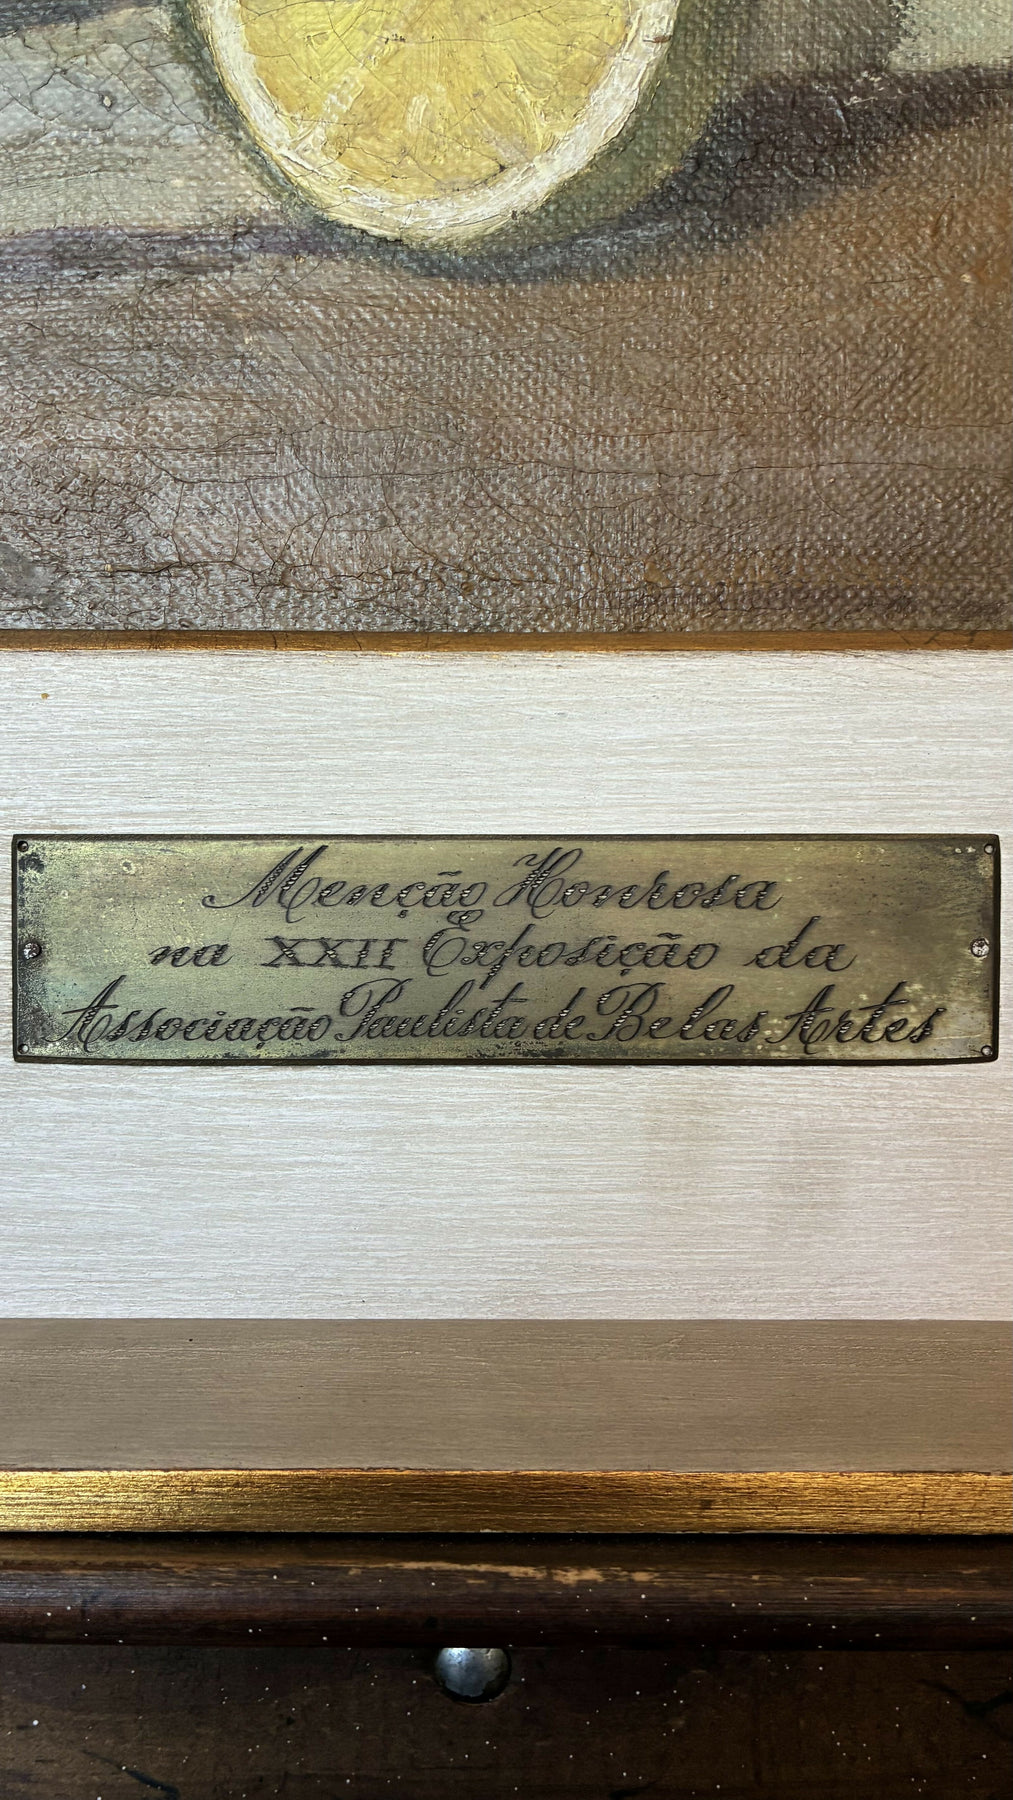 Menção Honrosa
na XXII Exposição da
Associação Paulista de Belas Artes